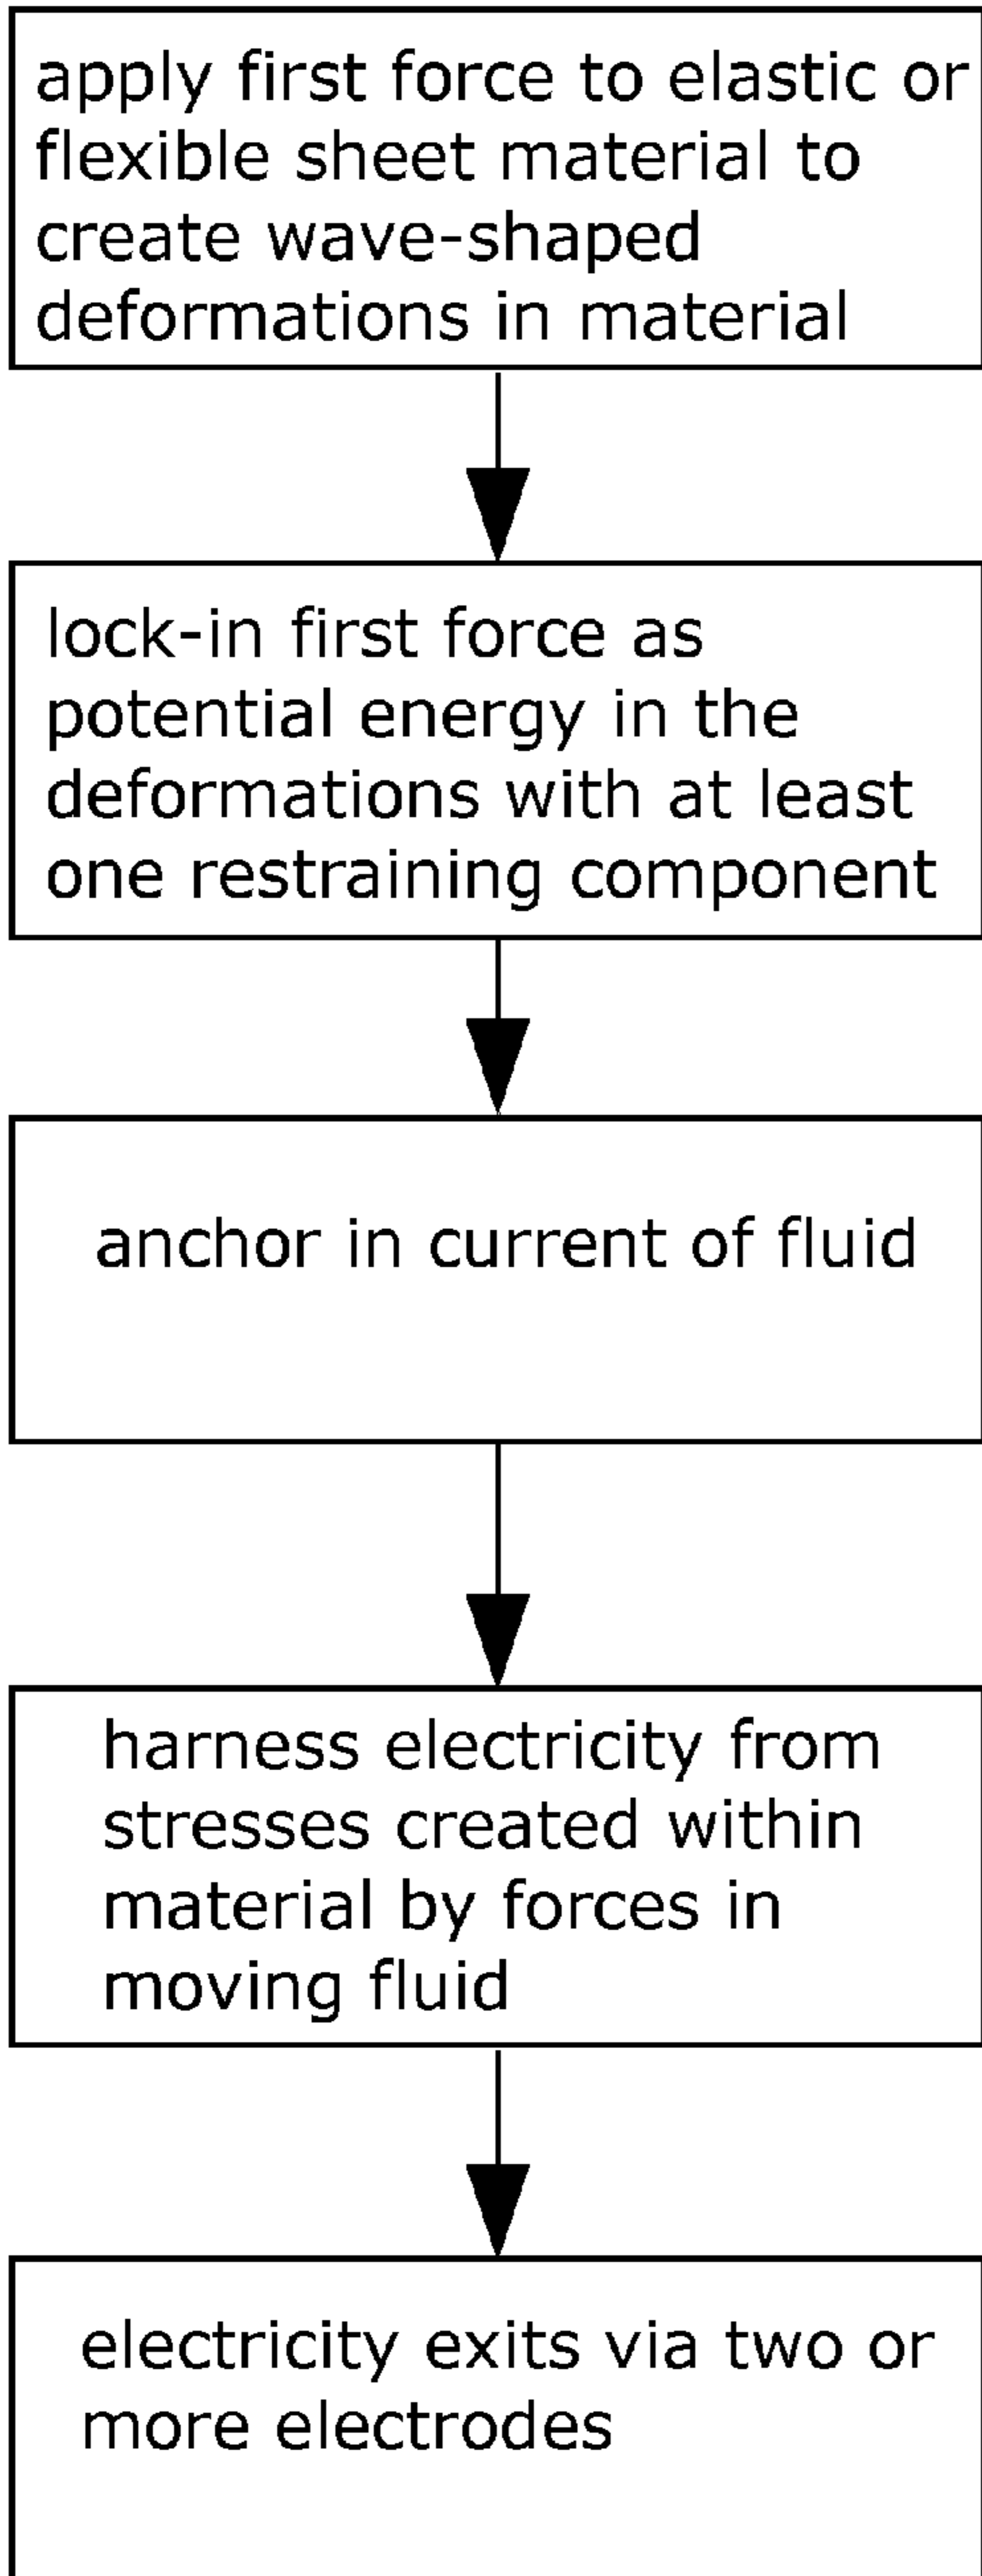 apply first force to elastic or
flexible sheet material to
create wave-shaped
deformations in material
lock-in first force as
potential energy in the
deformations with at least
one restraining component
anchor in current of fluid
harness electricity from
stresses created within
material by forces in
moving fluid
electricity exits via two or
more electrodes